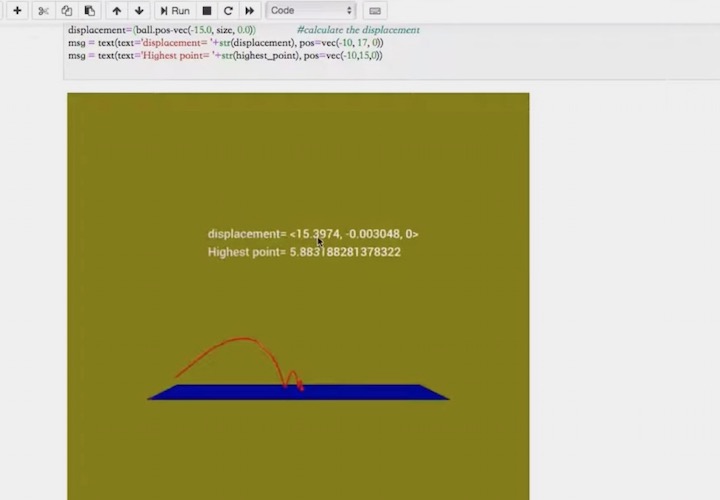 Run
Code
displacement=(ball.pos-vec(-15.0, size, 0.0)) #calculate the displacement
msg = text(text='displacement= '+str(displacement), pos=vec(-10, 17, 0))
msg = text(text='Highest point= '+str(highest_point), pos=vec(-10,15,0))
displacement= <15.3974, -0.003048, 0>
Highest point= 5.883188281378322